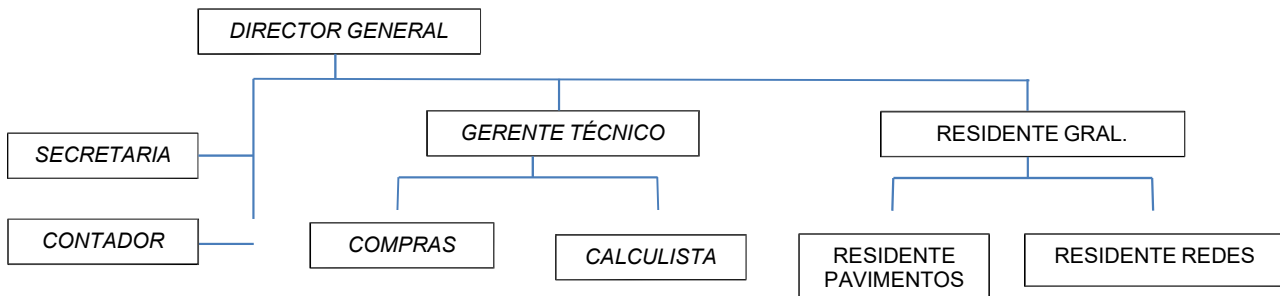 DIRECTOR GENERAL
GERENTE TÉCNICO
RESIDENTE GRAL.
SECRETARIA
CONTADOR
COMPRAS
CALCULISTA
RESIDENTE
PAVIMENTOS
RESIDENTE REDES